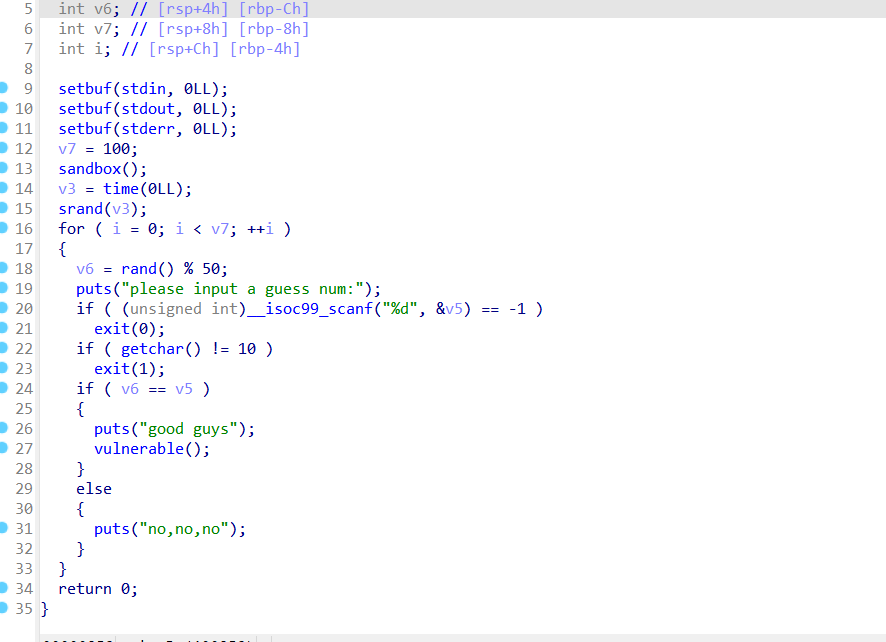 5 int v6; // [rsp+4h] [rbp-Ch]
6 int v7; // [rsp+8h] [rbp-8h]
7 int i; // [rsp+Ch] [rbp-4h]
8
9 setbuf(stdin, 0LL);
10 setbuf(stdout, 0LL);
11 setbuf(stderr, 0LL);
12 v7 = 100;
13 sandbox();
14 v3 = time(0LL);
15 srand(v3);
16 for ( i = 0; i < v7; ++i )
17 {
18 v6 = rand() % 50;
19 puts("please input a guess num:");
20 if ( (unsigned int)__isoc99_scanf("%d", &v5) == -1 )
21 exit(0);
22 if ( getchar() != 10 )
23 exit(1);
24 if ( v6 == v5 )
25 {
26 puts("good guys");
27 vulnerable();
28 }
29 else
30 {
31 puts("no,no,no");
32 }
33 }
34 return 0;
35 }